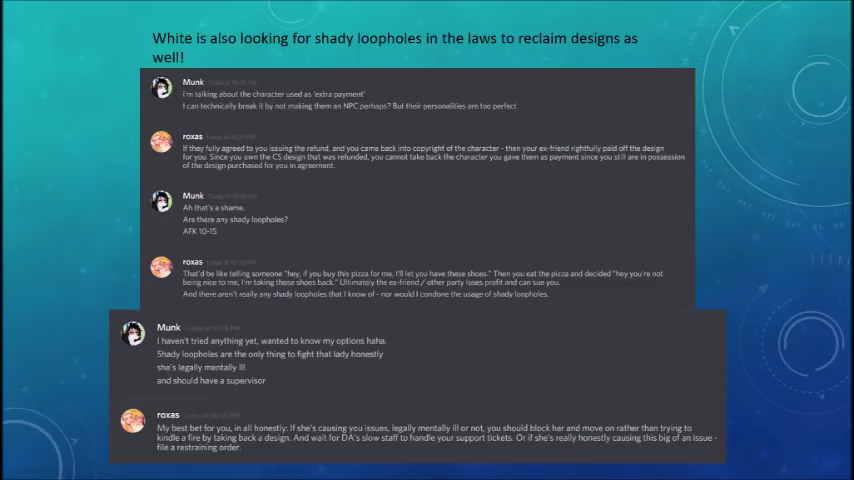 White is also looking for shady loopholes in the laws to reclaim designs as
well!
Munk
I'm talking about the character used as 'extra payment'
I can technically break it by not making them an NPC perhaps? But their personalities are too perfect
roxas
If they fully agreed to you issuing the refund, and you came back into copyright of the character - then your ex-friend rightfully paid off the design
for you. Since you own the CS design that was refunded, you cannot take back the character you gave them as payment since you still are in possession
of the design purchased for you in agreement.
Munk
Ah that's a shame.
Are there any shady loopholes?
AFK 10-15
roxas
That'd be like telling someone "hey, if you buy this pizza for me, I'll let you have these shoes." Then you eat the pizza and decided "hey you're not
being nice to me, I'm taking those shoes back." Ultimately the ex-friend / other party loses profit and can sue you.
And there aren't really any shady loopholes that I know of - nor would I condone the usage of shady loopholes.
Munk
I haven't tried anything yet, wanted to know my options haha.
Shady loopholes are the only thing to fight that lady honestly
she's legally mentally ill
and should have a supervisor
roxas
My best bet for you, in all honestly: If she's causing you issues, legally mentally ill or not, you should block her and move on rather than trying to
kindle a fire by taking back a design. And wait for DA's slow staff to handle your support tickets. Or if she's really honestly causing this big of an issue -
file a restraining order.